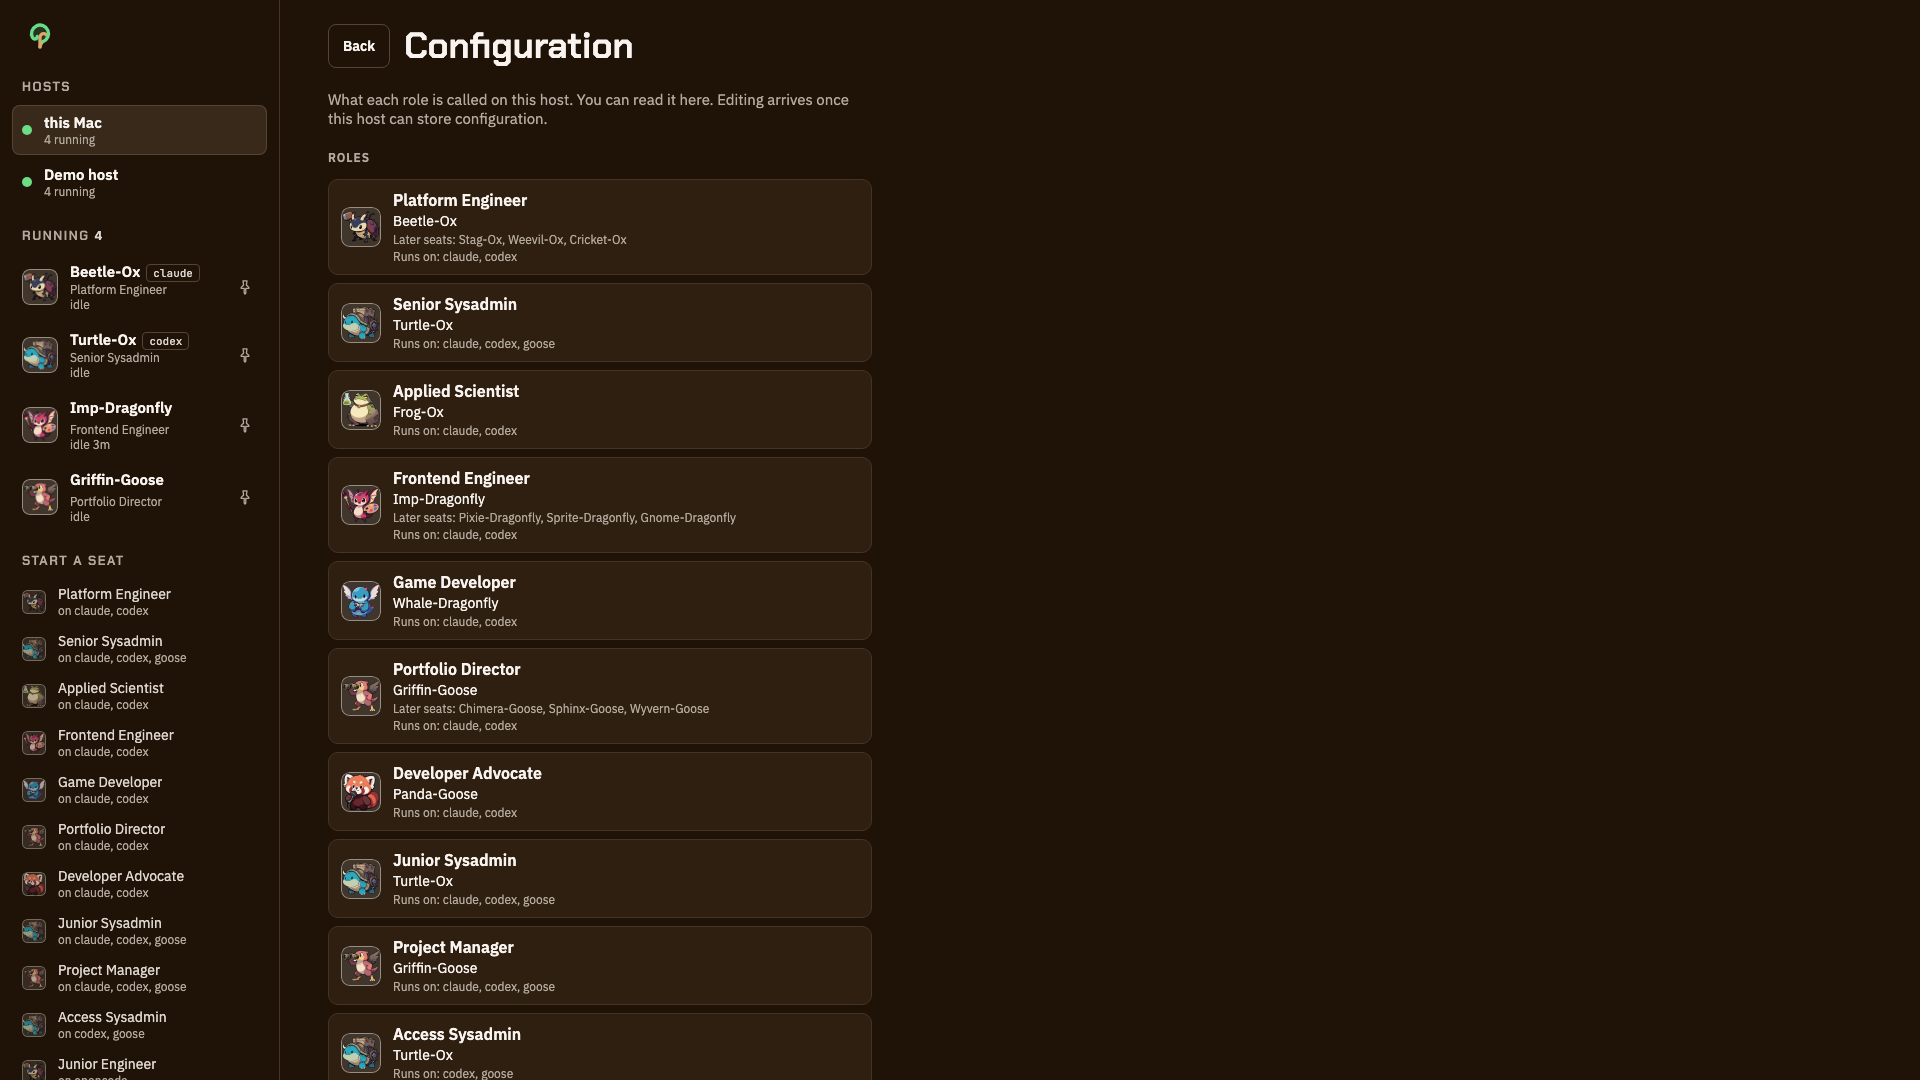 HOSTS
this Mac
4 running
Demo host
4 running
RUNNING 4
Beetle-Ox claude
Platform Engineer
idle
Turtle-Ox codex
Senior Sysadmin
idle
Imp-Dragonfly
Frontend Engineer
idle 3m
Griffin-Goose
Portfolio Director
idle
START A SEAT
Platform Engineer
on claude, codex
Senior Sysadmin
on claude, codex, goose
Applied Scientist
on claude, codex
Frontend Engineer
on claude, codex
Game Developer
on claude, codex
Portfolio Director
on claude, codex
Developer Advocate
on claude, codex
Junior Sysadmin
on claude, codex, goose
Project Manager
on claude, codex, goose
Access Sysadmin
on codex, goose
Junior Engineer
Back
Configuration
What each role is called on this host. You can read it here. Editing arrives once
this host can store configuration.
ROLES
Platform Engineer
Beetle-Ox
Later seats: Stag-Ox, Weevil-Ox, Cricket-Ox
Runs on: claude, codex
Senior Sysadmin
Turtle-Ox
Runs on: claude, codex, goose
Applied Scientist
Frog-Ox
Runs on: claude, codex
Frontend Engineer
Imp-Dragonfly
Later seats: Pixie-Dragonfly, Sprite-Dragonfly, Gnome-Dragonfly
Runs on: claude, codex
Game Developer
Whale-Dragonfly
Runs on: claude, codex
Portfolio Director
Griffin-Goose
Later seats: Chimera-Goose, Sphinx-Goose, Wyvern-Goose
Runs on: claude, codex
Developer Advocate
Panda-Goose
Runs on: claude, codex
Junior Sysadmin
Turtle-Ox
Runs on: claude, codex, goose
Project Manager
Griffin-Goose
Runs on: claude, codex, goose
Access Sysadmin
Turtle-Ox
Runs on: codex, goose